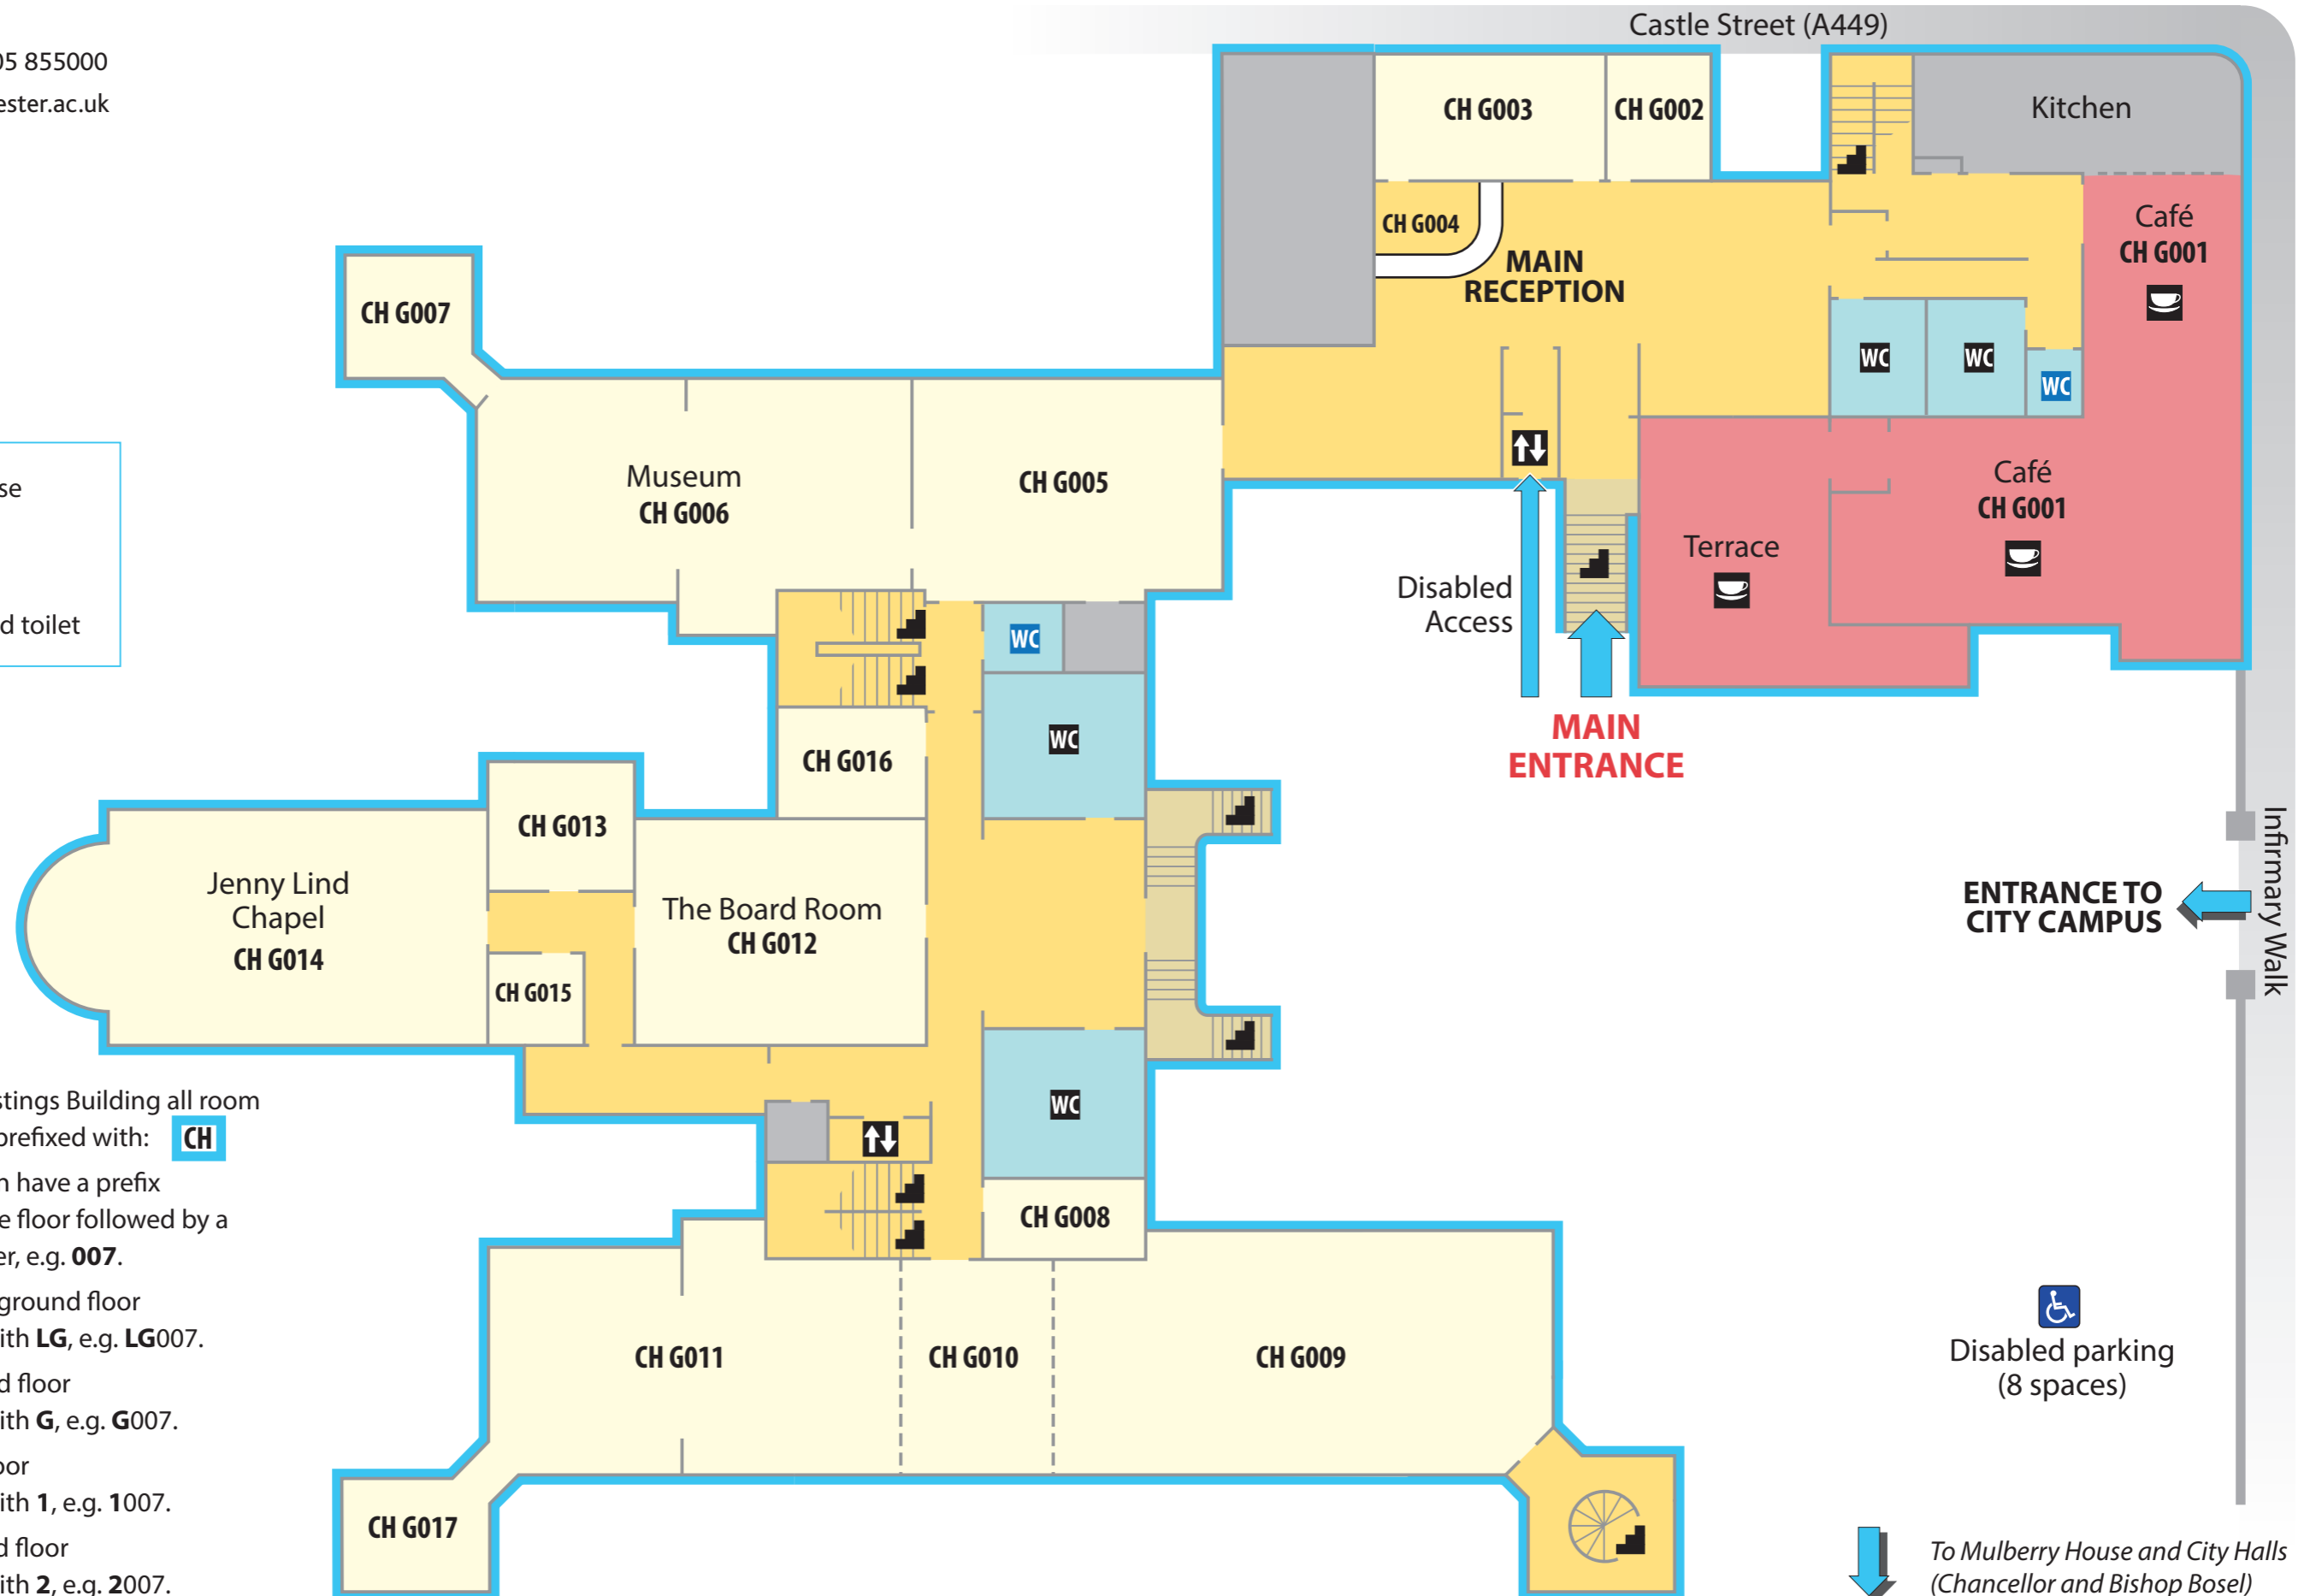 Castle Street (A449)
05 855000
ester.ac.uk
CH G003
CH G002
Kitchen
CH G004
MAIN
RECEPTION
Café
CH G001
CH G007
WC
WC
WC
Museum
CH G006
CH G005
Café
CH G001
Terrace
se
d toilet
Disabled
Access
WC
WC
MAIN
ENTRANCE
CH G016
CH G013
Jenny Lind
Chapel
CH G014
The Board Room
CH G012
CH G015
Infirmary Walk
ENTRANCE TO
CITY CAMPUS
WC
stings Building all room
prefixed with: CH
n have a prefix
e floor followed by a
er, e.g. 007.
ground floor
ith LG, e.g. LG007.
d floor
ith G, e.g. G007.
oor
ith 1, e.g. 1007.
d floor
ith 2, e.g. 2007.
CH G008
CH G011
CH G010
CH G009
Disabled parking
(8 spaces)
CH G017
To Mulberry House and City Halls
(Chancellor and Bishop Bosel)